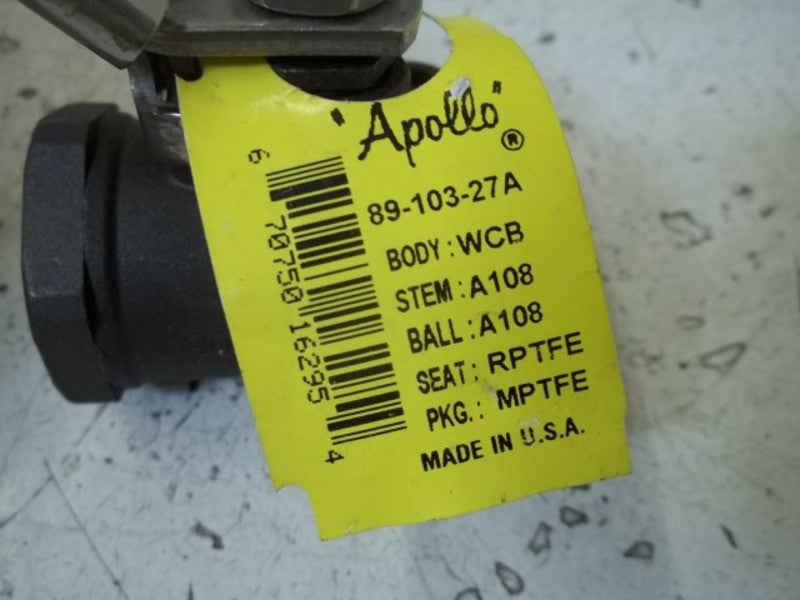 "Apollo" ®
89-103-27A
BODY: WCB
STEM: A108
BALL: A108
SEAT: RPTFE
PKG.: MPTFE
MADE IN U.S.A.
6 70750 16295 4